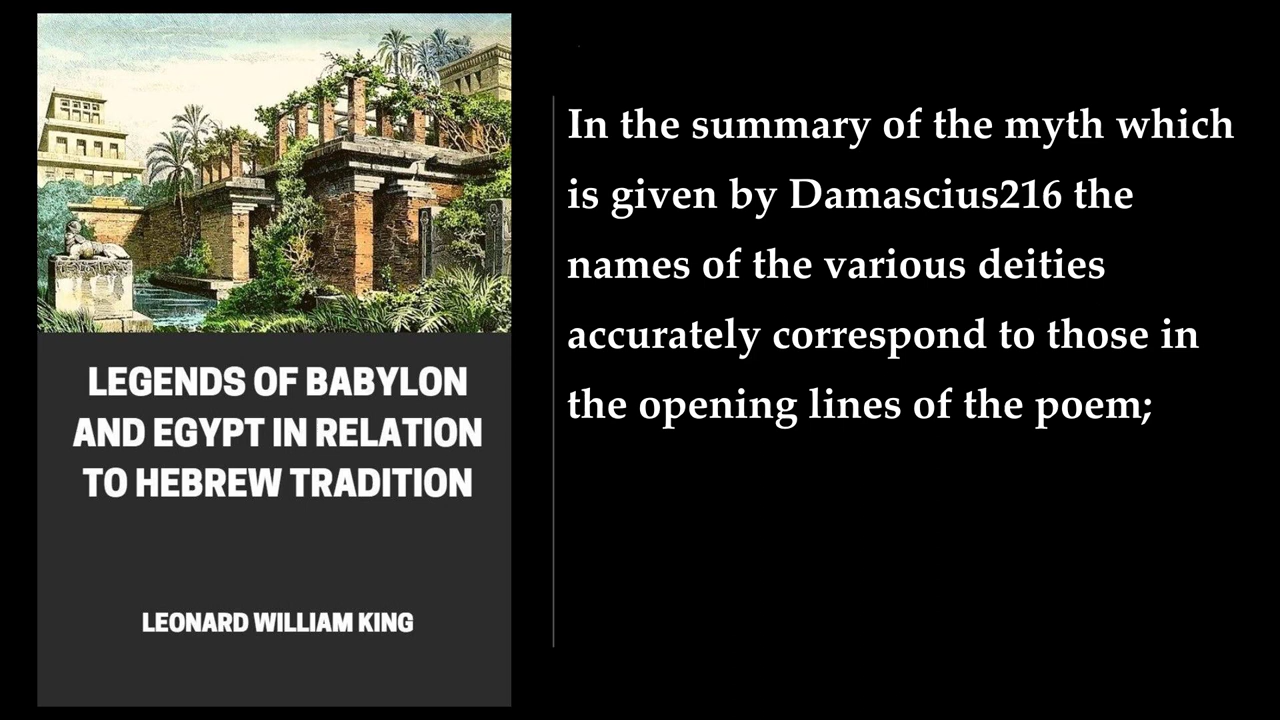 LEGENDS OF BABYLON
AND EGYPT IN RELATION
TO HEBREW TRADITION
LEONARD WILLIAM KING
In the summary of the myth which
is given by Damascius216 the
names of the various deities
accurately correspond to those in
the opening lines of the poem;